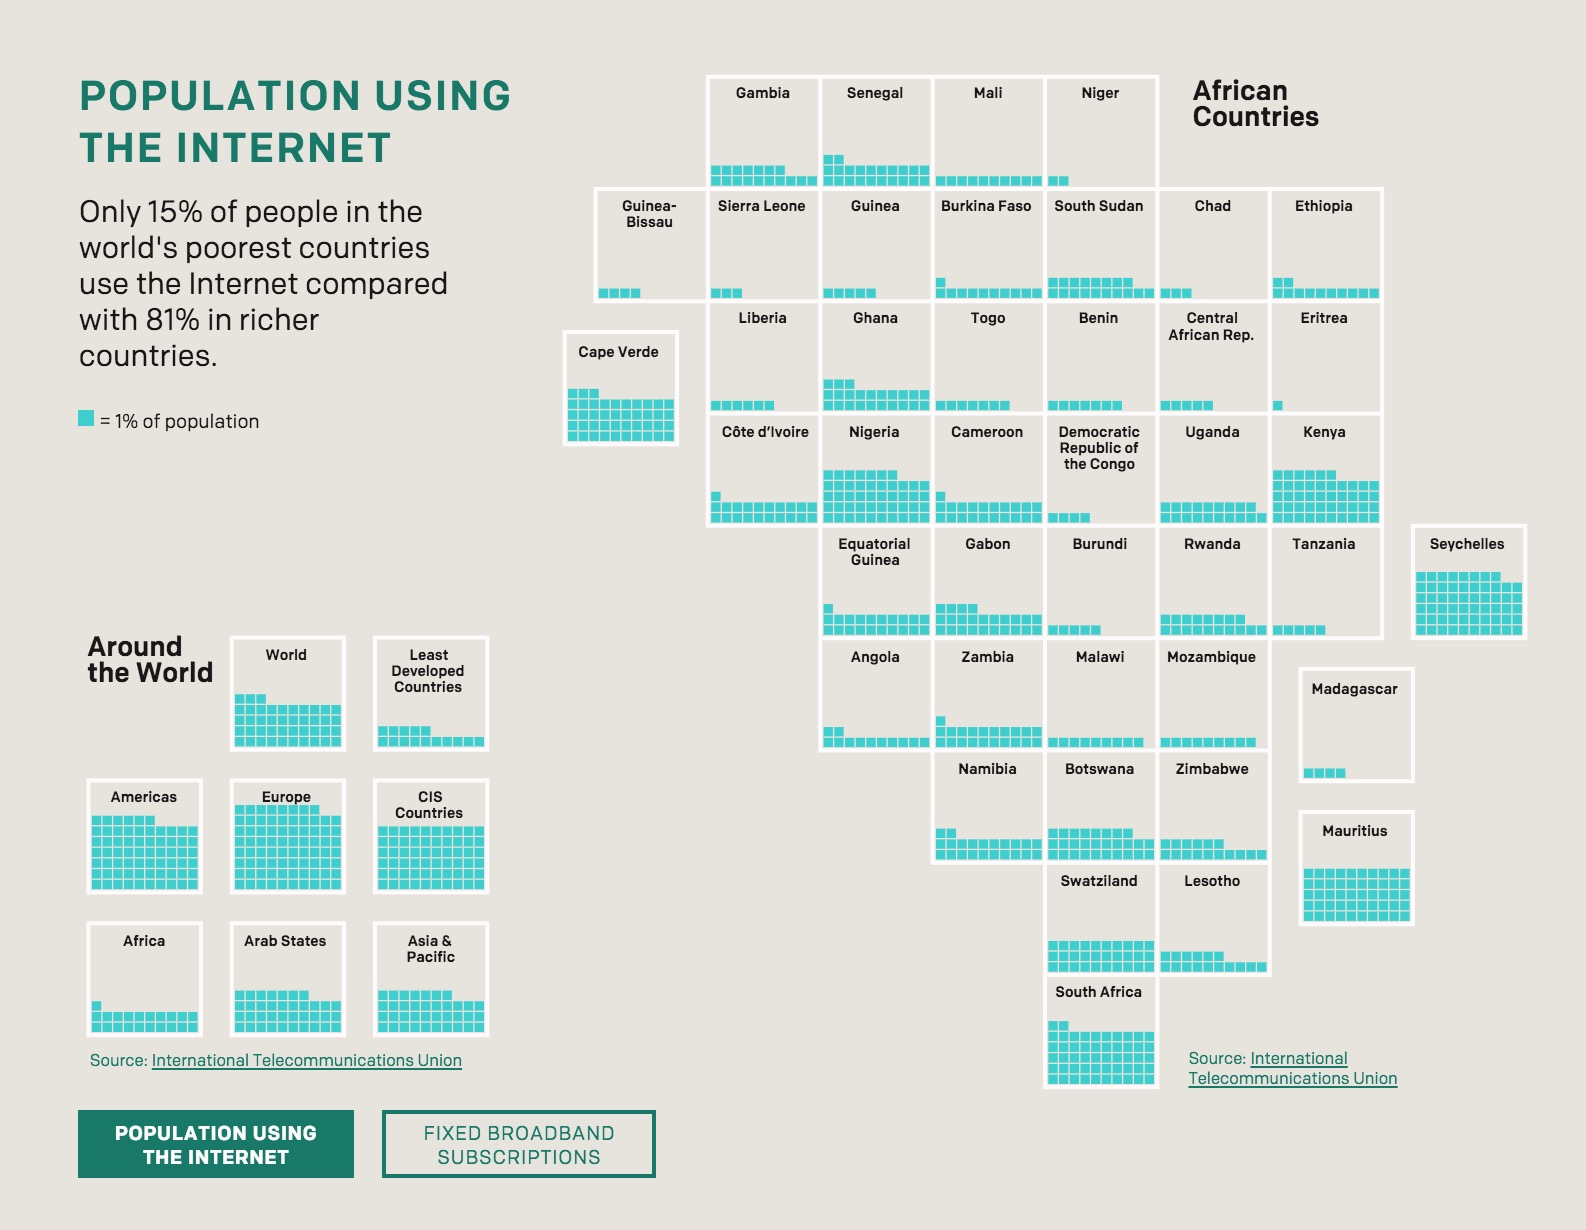 POPULATION USING
THE INTERNET
Only 15% of people in the
world's poorest countries
use the Internet compared
with 81% in richer
countries.
= 1% of population
African
Countries
Gambia
Senegal
Mali
Niger
Guinea-
Bissau
Sierra Leone
Guinea
Burkina Faso
South Sudan
Chad
Ethiopia
Cape Verde
Liberia
Ghana
Togo
Benin
Central
African Rep.
Eritrea
Côte d’Ivoire
Nigeria
Cameroon
Democratic
Republic of
the Congo
Uganda
Kenya
Equatorial
Guinea
Gabon
Burundi
Rwanda
Tanzania
Seychelles
Angola
Zambia
Malawi
Mozambique
Madagascar
Namibia
Botswana
Zimbabwe
Mauritius
Swatziland
Lesotho
South Africa
Source: International
Telecommunications Union
Around
the World
World
Least
Developed
Countries
Americas
Europe
CIS
Countries
Africa
Arab States
Asia &
Pacific
Source: International Telecommunications Union
POPULATION USING
THE INTERNET
FIXED BROADBAND
SUBSCRIPTIONS